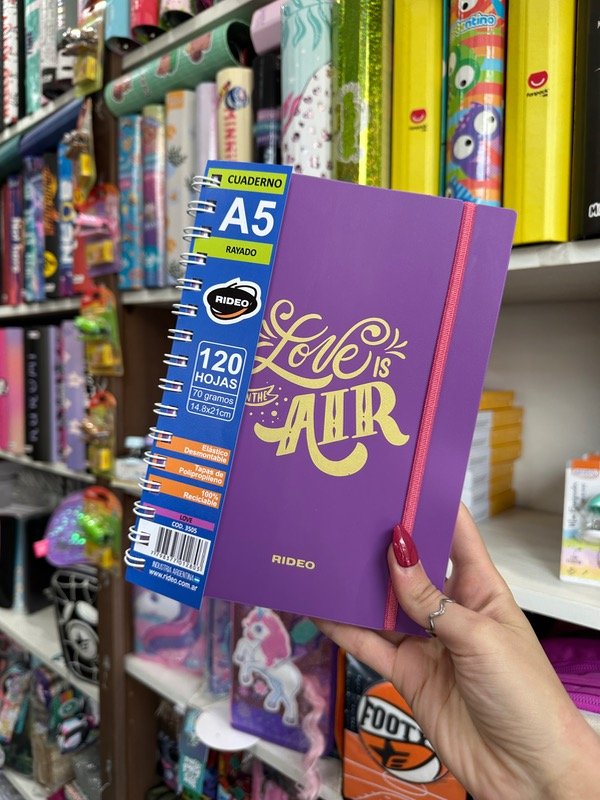 CUADERNO
A5
RAYADO
RIDEO
120
HOJAS
70 gramos
14.8x21cm
Elástico
Desmontable
Tapas de
Polipropileno
100%
Reciclable
LOVE
COD. 3505
INDUSTRIA ARGENTINA
www.rideo.com.ar
Love IS
IN THE
AIR
RIDEO
FOOT